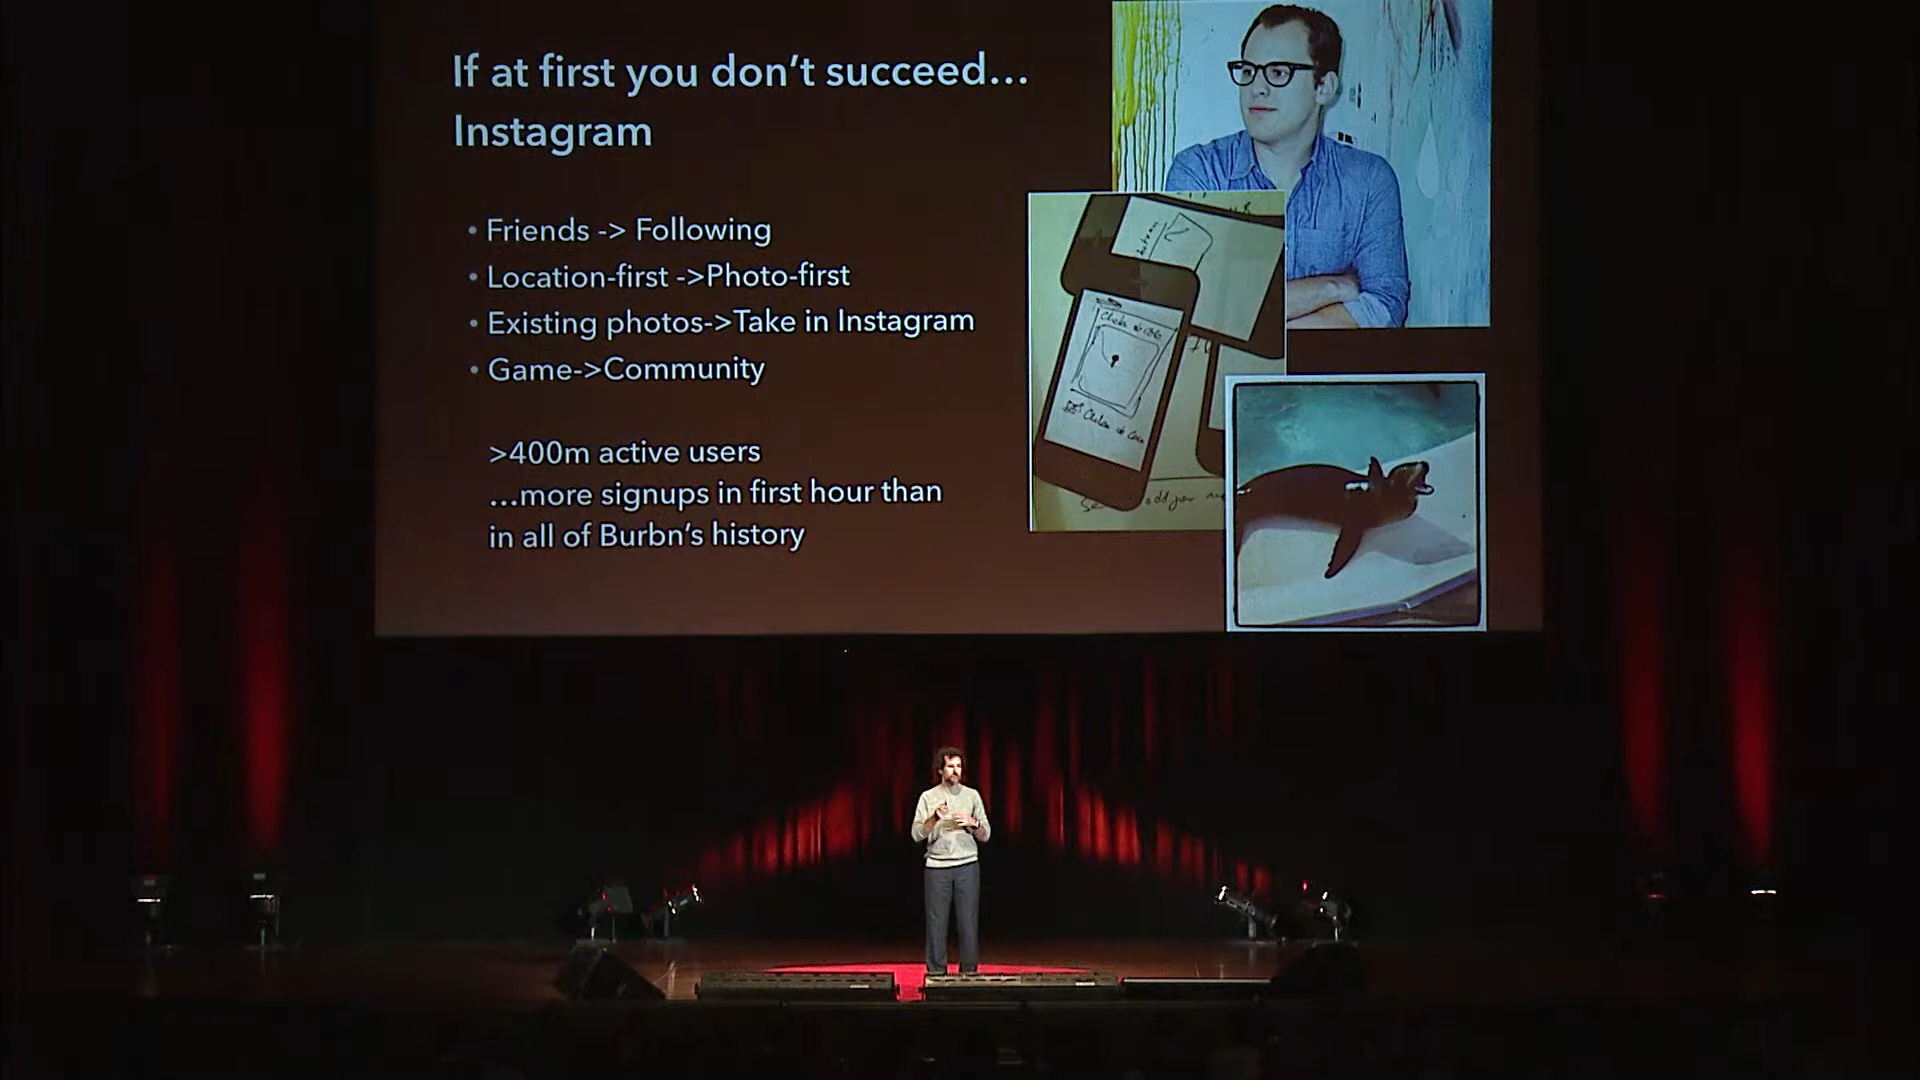 If at first you don't succeed...
Instagram
• Friends -> Following
• Location-first ->Photo-first
• Existing photos->Take in Instagram
• Game->Community
>400m active users
...more signups in first hour than
in all of Burbn's history